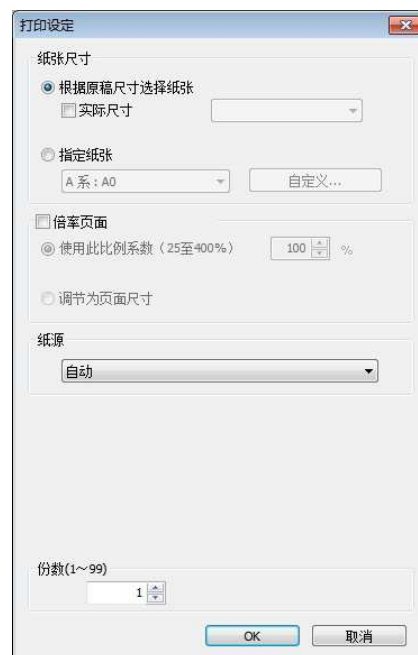 打印设定
纸张尺寸
根据原稿尺寸选择纸张
实际尺寸
指定纸张
A 系 : A0
自定义...
倍率页面
使用此比例系数（25至400%）
100
%
调节为页面尺寸
纸源
自动
份数(1～99)
1
OK
取消